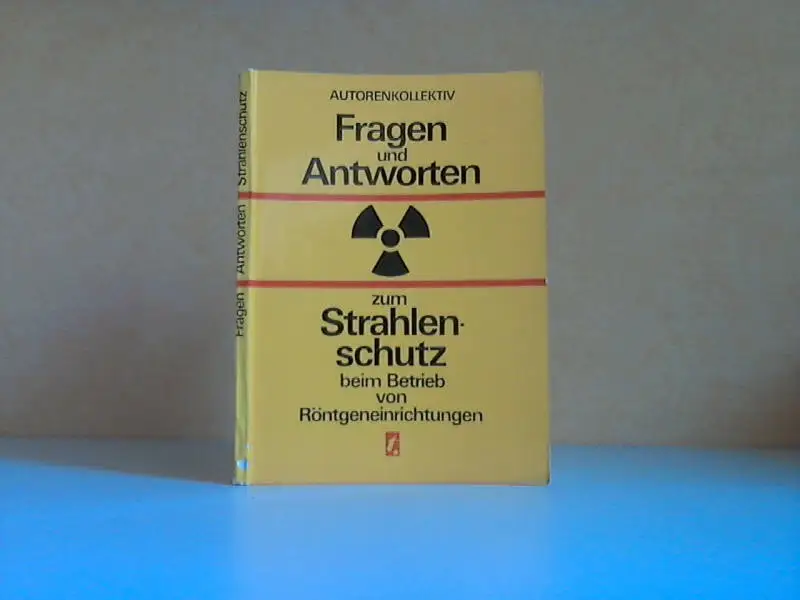 AUTORENKOLLEKTIV
Fragen
und
Antworten
zum
Strahlen-
schutz
beim Betrieb
von
Röntgeneinrichtungen
Fragen Antworten Strahlenschutz